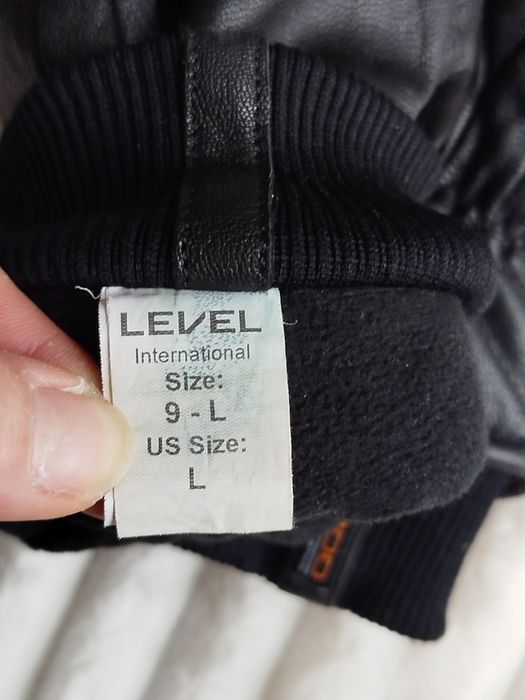 LEVEL
International
Size:
9 - L
US Size:
L